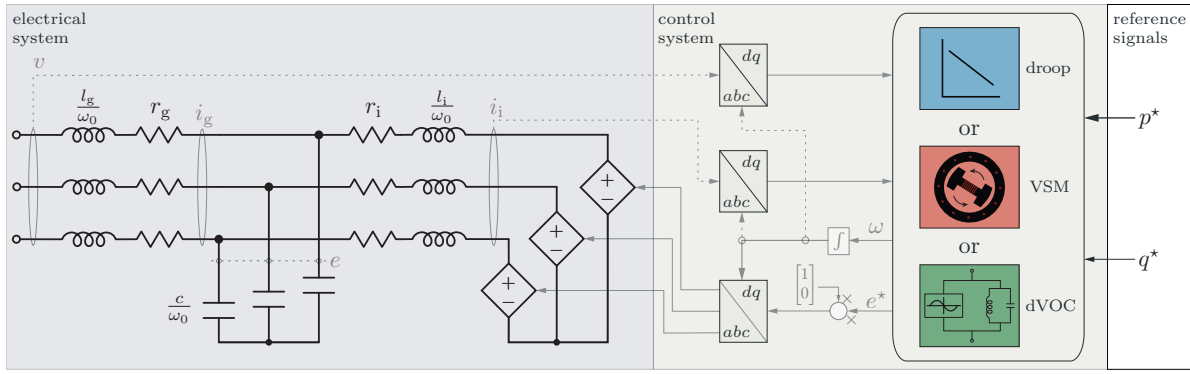 electrical
system
control
system
reference
signals
v
l_g/ω_0
r_g
i_g
r_i
l_i/ω_0
i_i
dq
abc
droop
or
p^⋆
+
−
dq
abc
VSM
+
−
e
ω
∫
or
q^⋆
+
−
c/ω_0
[1
0]
×
×
e^⋆
dq
abc
dVOC